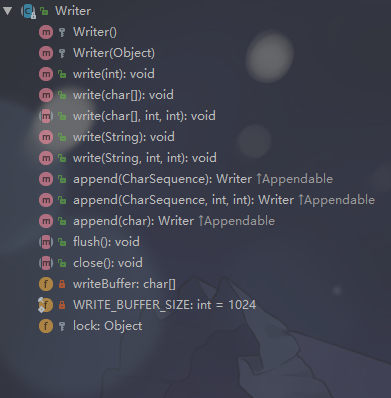 Writer
Writer()
Writer(Object)
write(int): void
write(char[]): void
write(char[], int, int): void
write(String): void
write(String, int, int): void
append(CharSequence): Writer ↑Appendable
append(CharSequence, int, int): Writer ↑Appendable
append(char): Writer ↑Appendable
flush(): void
close(): void
writeBuffer: char[]
WRITE_BUFFER_SIZE: int = 1024
lock: Object